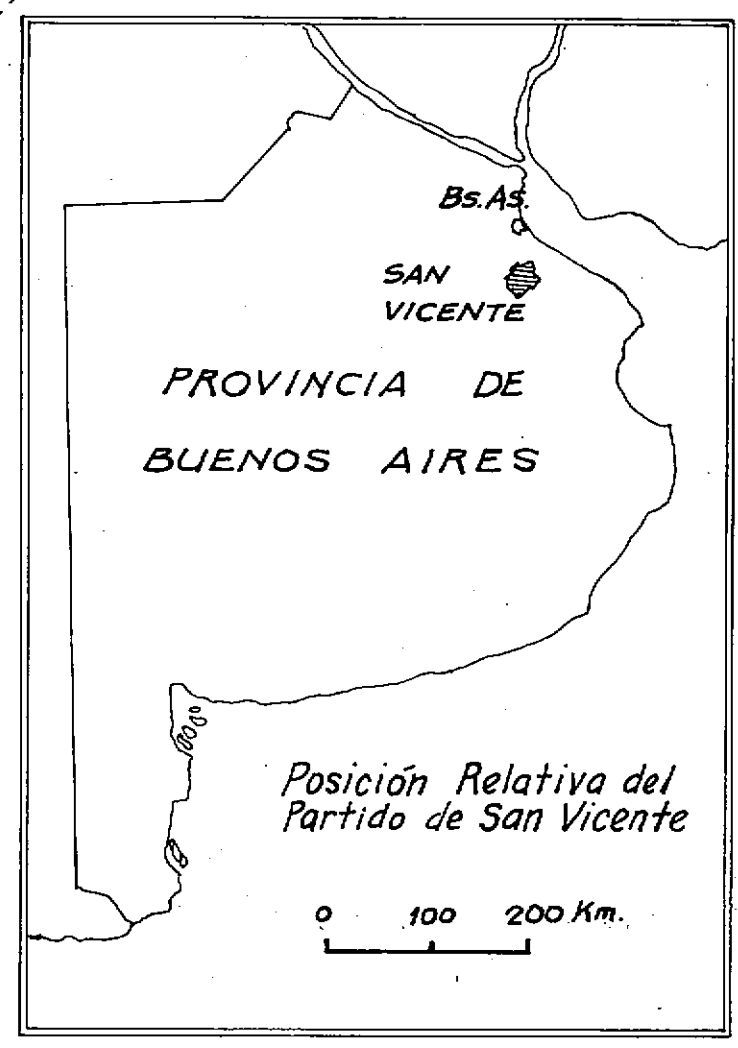 Bs.As.
SAN
VICENTE
PROVINCIA DE
BUENOS AIRES
Posición Relativa del
Partido de San Vicente
0 100 200 Km.